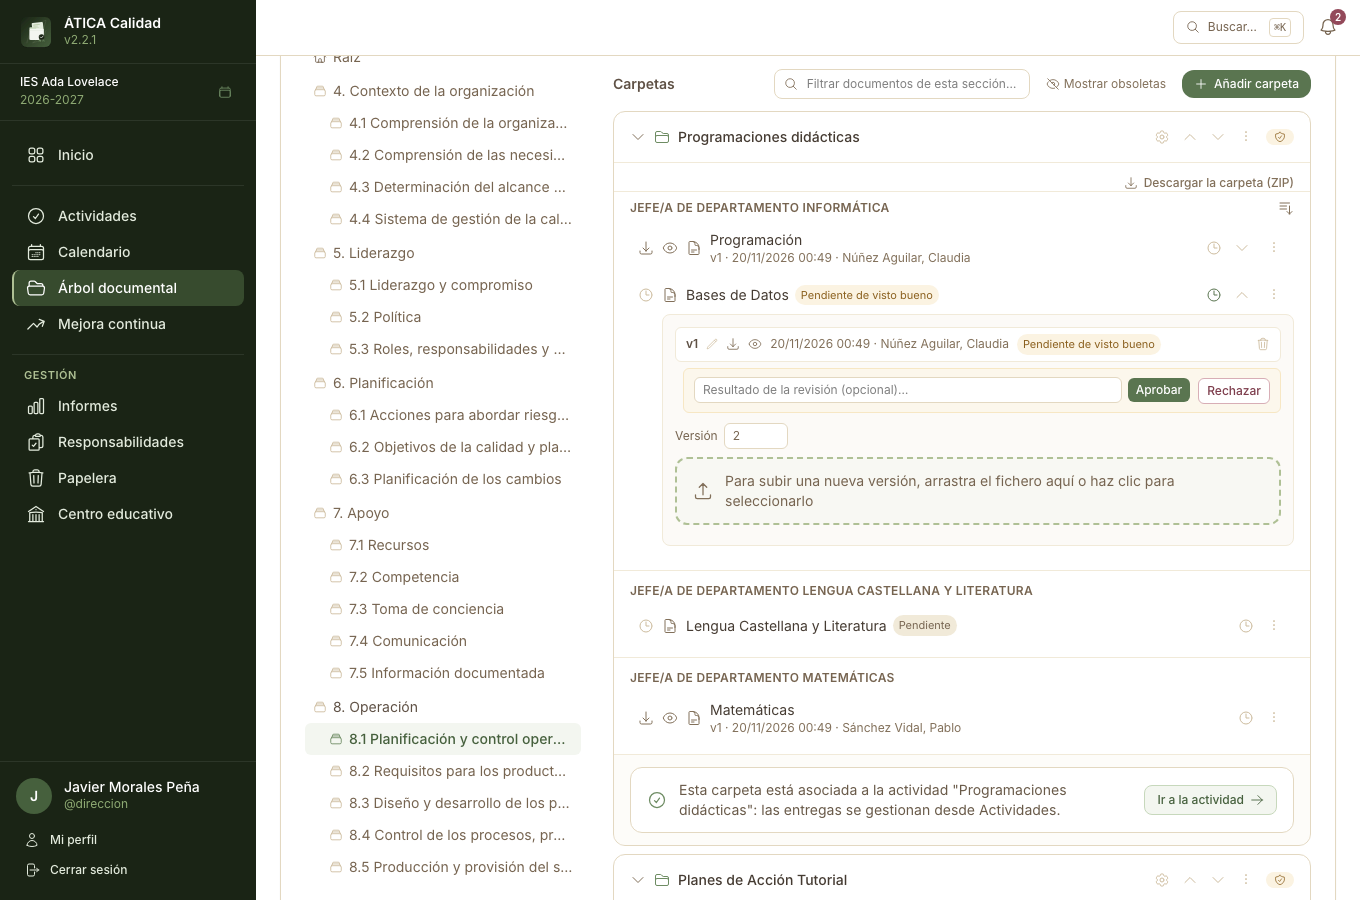 ÁTICA Calidad
v2.2.1
IES Ada Lovelace
2026-2027
Inicio
Actividades
Calendario
Árbol documental
Mejora continua
GESTIÓN
Informes
Responsabilidades
Papelera
Centro educativo
J
Javier Morales Peña
@direccion
Mi perfil
Cerrar sesión
Buscar...
⌘K
2
Raíz
4. Contexto de la organización
4.1 Comprensión de la organiza...
4.2 Comprensión de las necesi...
4.3 Determinación del alcance ...
4.4 Sistema de gestión de la cal...
5. Liderazgo
5.1 Liderazgo y compromiso
5.2 Política
5.3 Roles, responsabilidades y ...
6. Planificación
6.1 Acciones para abordar riesg...
6.2 Objetivos de la calidad y pla...
6.3 Planificación de los cambios
7. Apoyo
7.1 Recursos
7.2 Competencia
7.3 Toma de conciencia
7.4 Comunicación
7.5 Información documentada
8. Operación
8.1 Planificación y control oper...
8.2 Requisitos para los product...
8.3 Diseño y desarrollo de los p...
8.4 Control de los procesos, pr...
8.5 Producción y provisión del s...
Carpetas
Filtrar documentos de esta sección...
Mostrar obsoletas
Añadir carpeta
Programaciones didácticas
Descargar la carpeta (ZIP)
JEFE/A DE DEPARTAMENTO INFORMÁTICA
Programación
v1 · 20/11/2026 00:49 · Núñez Aguilar, Claudia
Bases de Datos Pendiente de visto bueno
v1 20/11/2026 00:49 · Núñez Aguilar, Claudia Pendiente de visto bueno
Resultado de la revisión (opcional)... Aprobar Rechazar
Versión 2
Para subir una nueva versión, arrastra el fichero aquí o haz clic para
seleccionarlo
JEFE/A DE DEPARTAMENTO LENGUA CASTELLANA Y LITERATURA
Lengua Castellana y Literatura Pendiente
JEFE/A DE DEPARTAMENTO MATEMÁTICAS
Matemáticas
v1 · 20/11/2026 00:49 · Sánchez Vidal, Pablo
Esta carpeta está asociada a la actividad "Programaciones
didácticas": las entregas se gestionan desde Actividades.
Ir a la actividad
Planes de Acción Tutorial